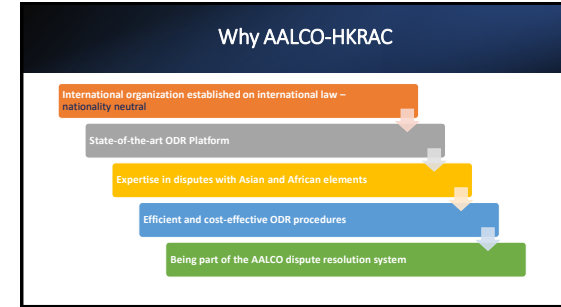 Why AALCO-HKRAC
International organization established on international law –
nationality neutral
State-of-the-art ODR Platform
Expertise in disputes with Asian and African elements
Efficient and cost-effective ODR procedures
Being part of the AALCO dispute resolution system